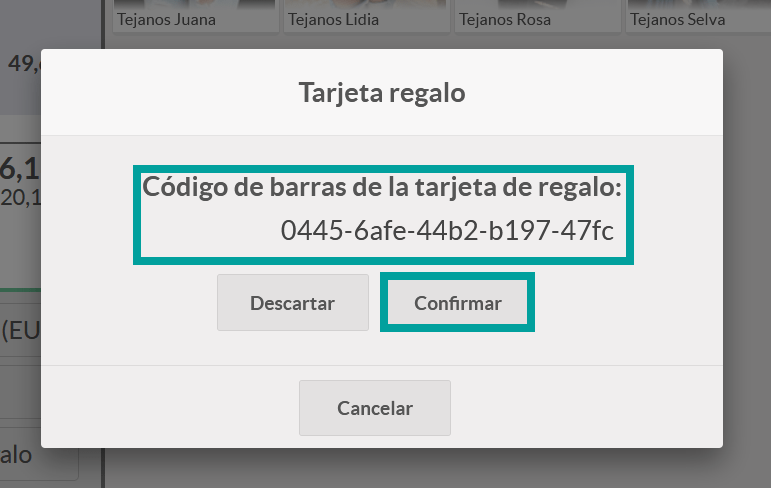 Tejanos Juana
Tejanos Lidia
Tejanos Rosa
Tejanos Selva
49,
Tarjeta regalo
6,1
20,1
Código de barras de la tarjeta de regalo:
0445-6afe-44b2-b197-47fc
Descartar
Confirmar
(EU
Cancelar
alo